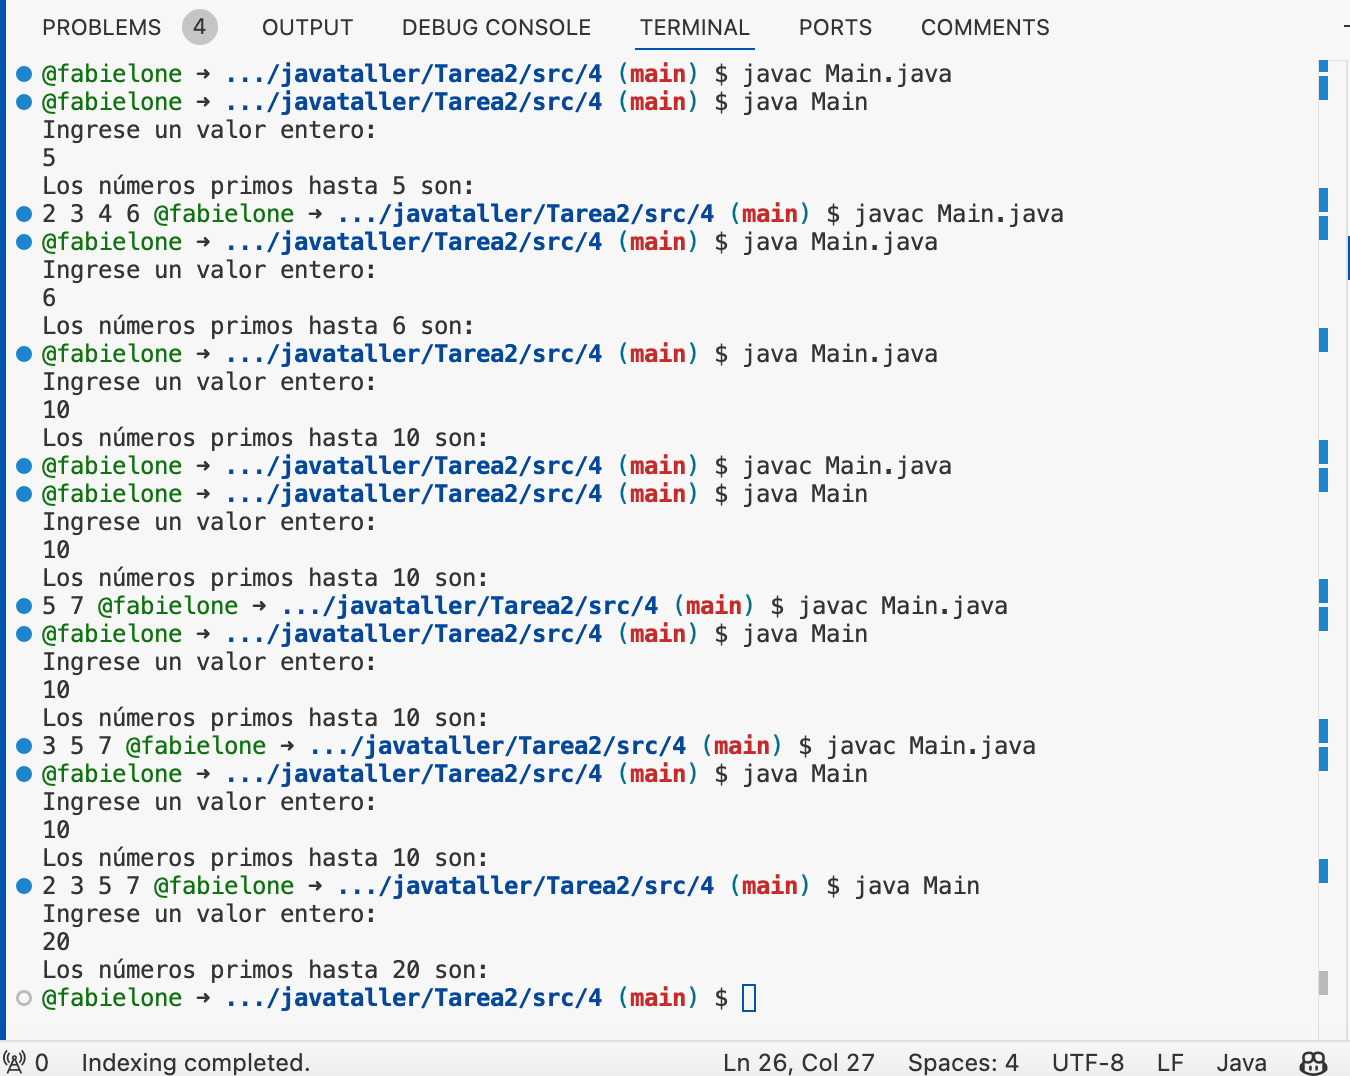 PROBLEMS 4 OUTPUT DEBUG CONSOLE TERMINAL PORTS COMMENTS
@fabielone ➜ .../javataller/Tarea2/src/4 (main) $ javac Main.java
@fabielone ➜ .../javataller/Tarea2/src/4 (main) $ java Main
Ingrese un valor entero:
5
Los números primos hasta 5 son:
2 3 4 6 @fabielone ➜ .../javataller/Tarea2/src/4 (main) $ javac Main.java
@fabielone ➜ .../javataller/Tarea2/src/4 (main) $ java Main.java
Ingrese un valor entero:
6
Los números primos hasta 6 son:
@fabielone ➜ .../javataller/Tarea2/src/4 (main) $ java Main.java
Ingrese un valor entero:
10
Los números primos hasta 10 son:
@fabielone ➜ .../javataller/Tarea2/src/4 (main) $ javac Main.java
@fabielone ➜ .../javataller/Tarea2/src/4 (main) $ java Main
Ingrese un valor entero:
10
Los números primos hasta 10 son:
5 7 @fabielone ➜ .../javataller/Tarea2/src/4 (main) $ javac Main.java
@fabielone ➜ .../javataller/Tarea2/src/4 (main) $ java Main
Ingrese un valor entero:
10
Los números primos hasta 10 son:
3 5 7 @fabielone ➜ .../javataller/Tarea2/src/4 (main) $ javac Main.java
@fabielone ➜ .../javataller/Tarea2/src/4 (main) $ java Main
Ingrese un valor entero:
10
Los números primos hasta 10 son:
2 3 5 7 @fabielone ➜ .../javataller/Tarea2/src/4 (main) $ java Main
Ingrese un valor entero:
20
Los números primos hasta 20 son:
@fabielone ➜ .../javataller/Tarea2/src/4 (main) $
0 Indexing completed. Ln 26, Col 27 Spaces: 4 UTF-8 LF Java